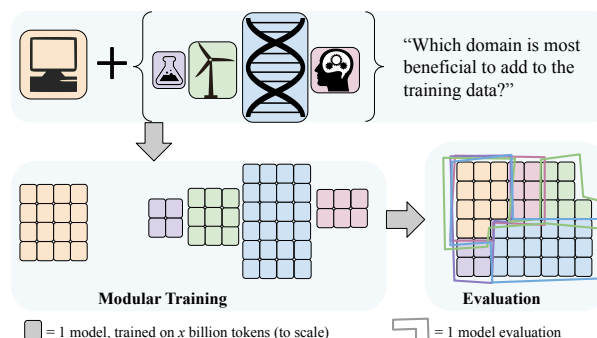 “Which domain is most
beneficial to add to the
training data?”
Modular Training
Evaluation
= 1 model, trained on x billion tokens (to scale)
= 1 model evaluation